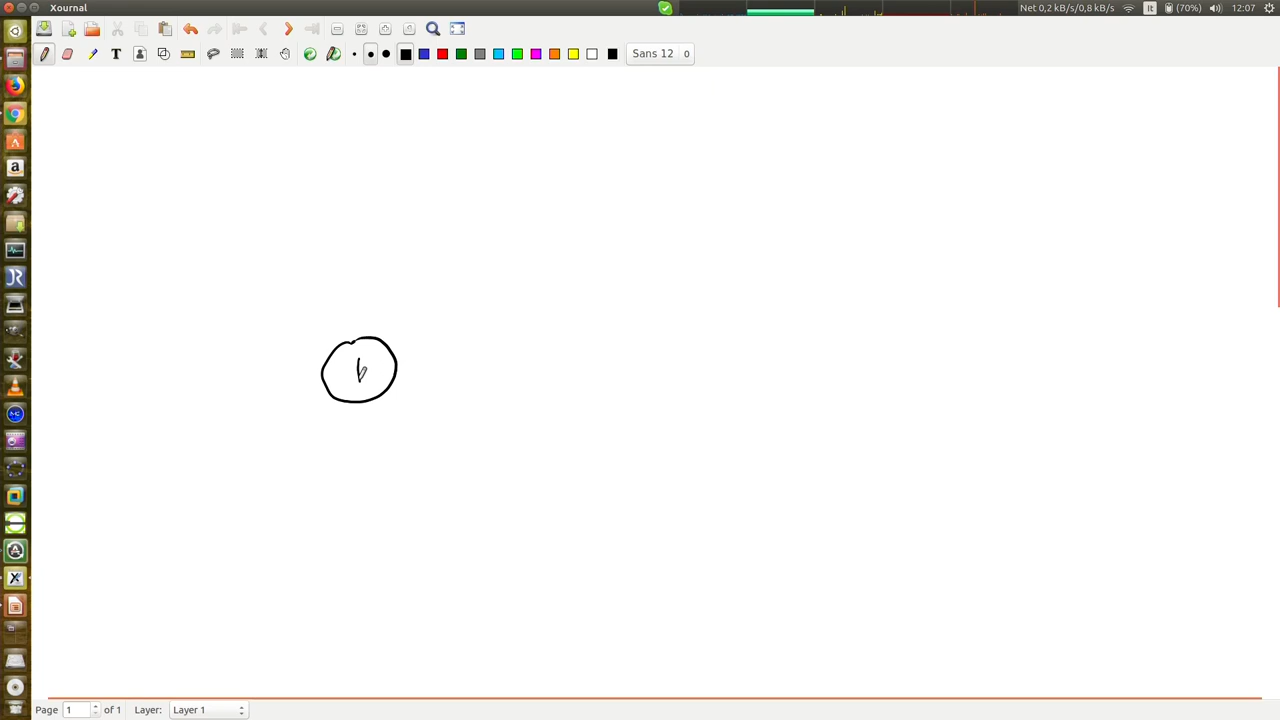 Xournal
Net 0,2 kB/s/0,8 kB/s It (70%) 12:07
Sans 12 0
Page 1 of 1 Layer: Layer 1